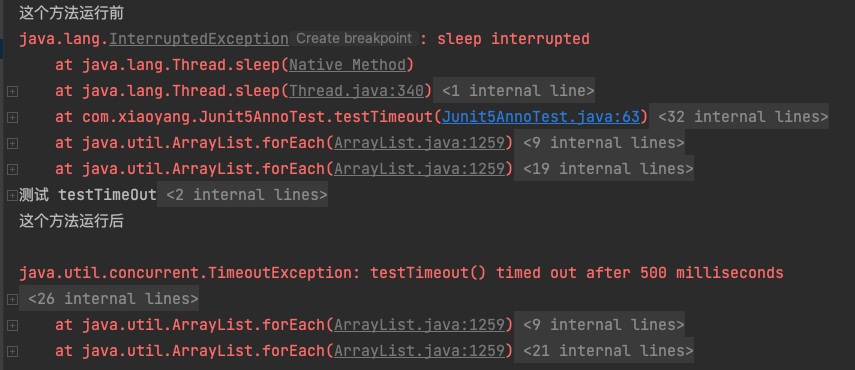 这个方法运行前
java.lang.InterruptedException Create breakpoint : sleep interrupted
at java.lang.Thread.sleep(Native Method)
at java.lang.Thread.sleep(Thread.java:340) <1 internal line>
at com.xiaoyang.Junit5AnnoTest.testTimeout(Junit5AnnoTest.java:63) <32 internal lines>
at java.util.ArrayList.forEach(ArrayList.java:1259) <9 internal lines>
at java.util.ArrayList.forEach(ArrayList.java:1259) <19 internal lines>
测试 testTimeOut <2 internal lines>
这个方法运行后
java.util.concurrent.TimeoutException: testTimeout() timed out after 500 milliseconds
<26 internal lines>
at java.util.ArrayList.forEach(ArrayList.java:1259) <9 internal lines>
at java.util.ArrayList.forEach(ArrayList.java:1259) <21 internal lines>